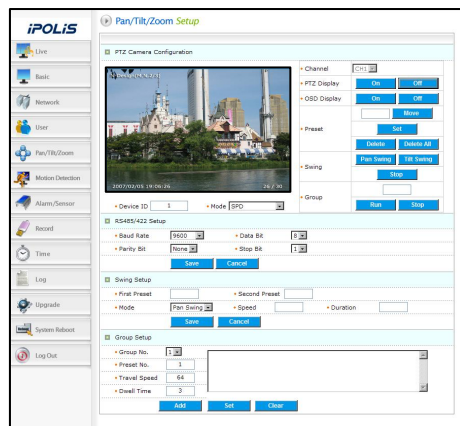 iPOLiS
Pan/Tilt/Zoom Setup
Live
Basic
Network
User
Pan/Tilt/Zoom
Motion Detection
Alarm/Sensor
Record
Time
Log
Upgrade
System Reboot
Log Out
PTZ Camera Configuration
2007/02/05 19:06:26
26 / 30
Device ID 1 Mode SPD
Channel CH1
PTZ Display On Off
OSD Display On Off
Preset Move
Set
Delete Delete All
Swing Pan Swing Tilt Swing
Stop
Group
Run Stop
RS485/422 Setup
Baud Rate 9600 Data Bit 8
Parity Bit None Stop Bit 1
Save Cancel
Swing Setup
First Preset Second Preset
Mode Pan Swing Speed Duration
Save Cancel
Group Setup
Group No. 1
Preset No. 1
Travel Speed 64
Dwell Time 3
Add Set Clear